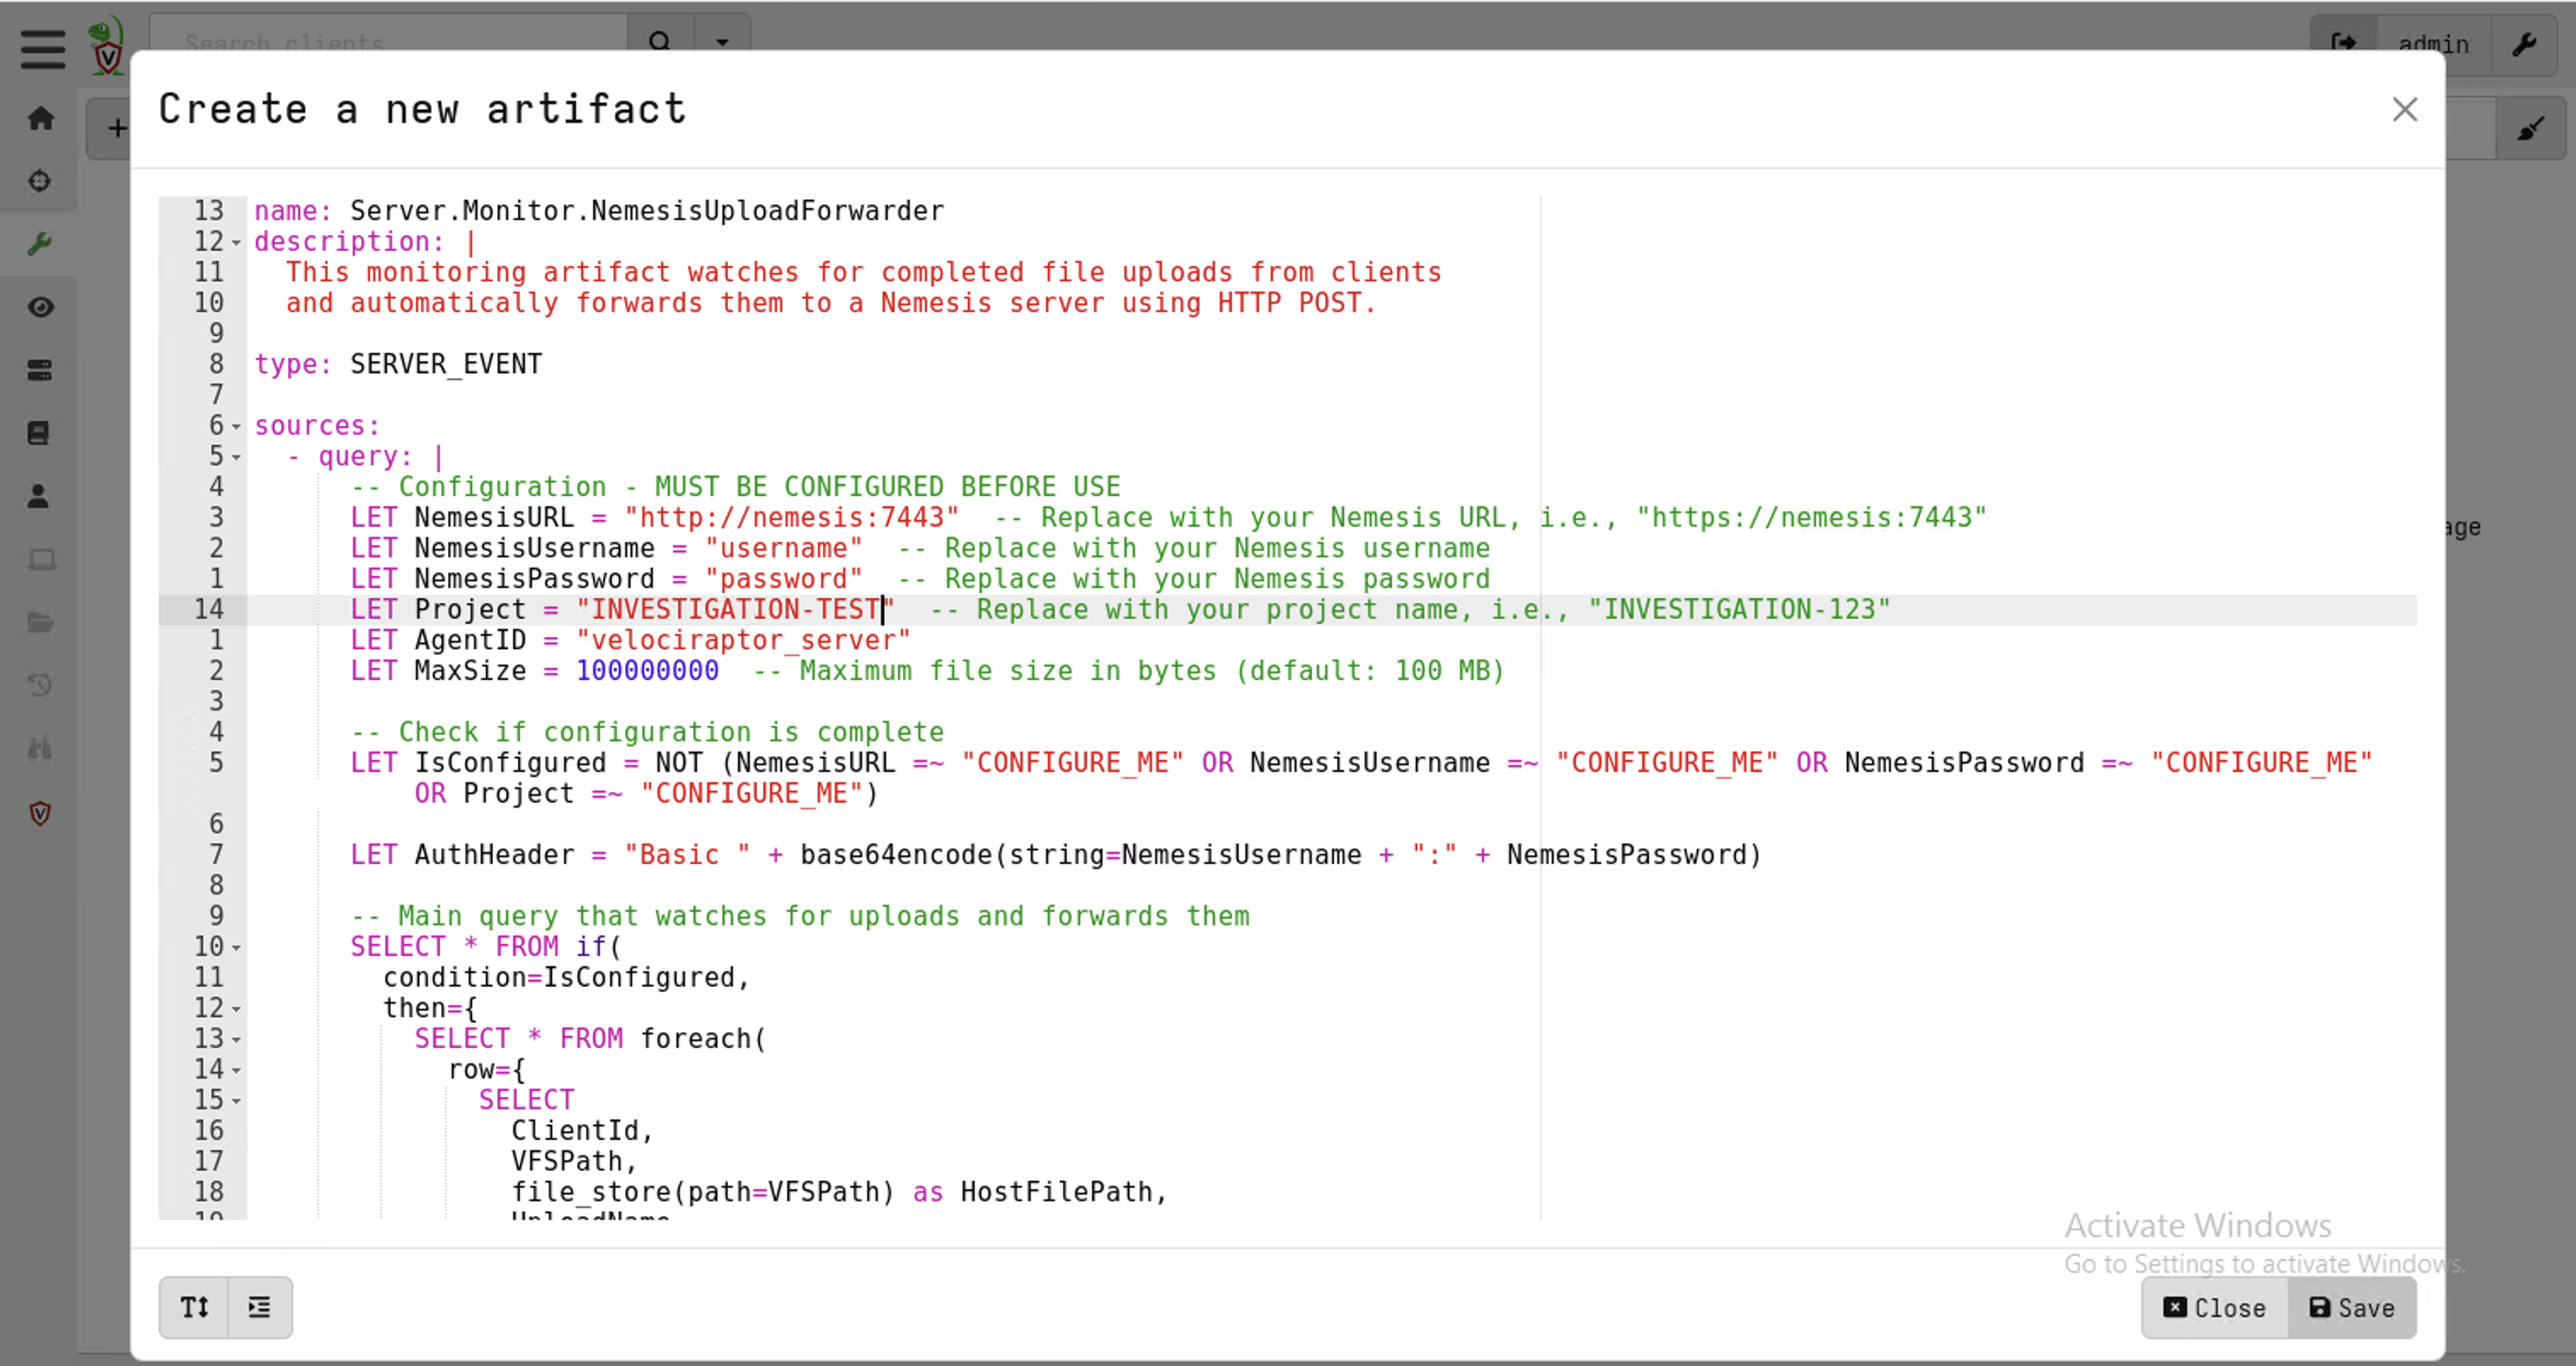 Search clients
admin
Create a new artifact
13 name: Server.Monitor.NemesisUploadForwarder
12 description: |
11 This monitoring artifact watches for completed file uploads from clients
10 and automatically forwards them to a Nemesis server using HTTP POST.
9
8 type: SERVER_EVENT
7
6 sources:
5 - query: |
4 -- Configuration - MUST BE CONFIGURED BEFORE USE
3 LET NemesisURL = "http://nemesis:7443" -- Replace with your Nemesis URL, i.e., "https://nemesis:7443"
2 LET NemesisUsername = "username" -- Replace with your Nemesis username
1 LET NemesisPassword = "password" -- Replace with your Nemesis password
14 LET Project = "INVESTIGATION-TEST" -- Replace with your project name, i.e., "INVESTIGATION-123"
1 LET AgentID = "velociraptor_server"
2 LET MaxSize = 100000000 -- Maximum file size in bytes (default: 100 MB)
3
4 -- Check if configuration is complete
5 LET IsConfigured = NOT (NemesisURL =~ "CONFIGURE_ME" OR NemesisUsername =~ "CONFIGURE_ME" OR NemesisPassword =~ "CONFIGURE_ME"
OR Project =~ "CONFIGURE_ME")
6
7 LET AuthHeader = "Basic " + base64encode(string=NemesisUsername + ":" + NemesisPassword)
8
9 -- Main query that watches for uploads and forwards them
10 SELECT * FROM if(
11 condition=IsConfigured,
12 then={
13 SELECT * FROM foreach(
14 row={
15 SELECT
16 ClientId,
17 VFSPath,
18 file_store(path=VFSPath) as HostFilePath,
19 UploadName
age
Activate Windows
Go to Settings to activate Windows.
Close
Save